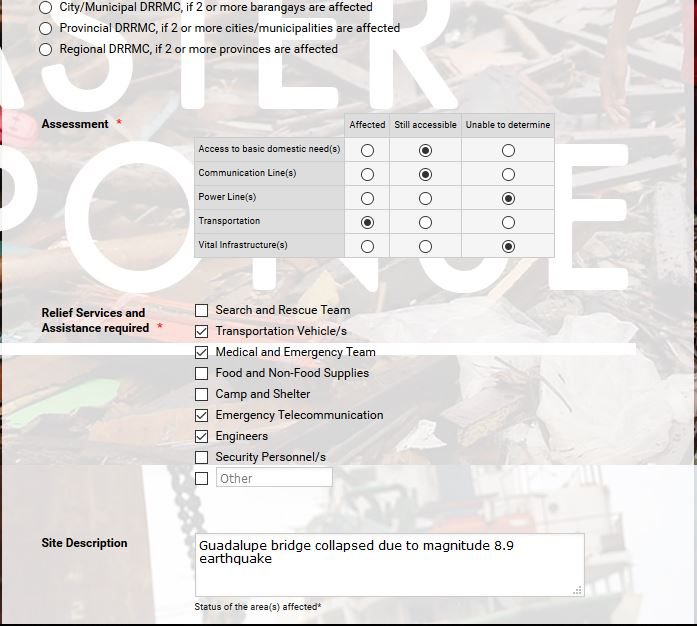 City/Municipal DRRMC, if 2 or more barangays are affected
Provincial DRRMC, if 2 or more cities/municipalities are affected
Regional DRRMC, if 2 or more provinces are affected
Assessment *
Affected Still accessible Unable to determine
Access to basic domestic need(s)
Communication Line(s)
Power Line(s)
Transportation
Vital Infrastructure(s)
Relief Services and
Assistance required *
Search and Rescue Team
Transportation Vehicle/s
Medical and Emergency Team
Food and Non-Food Supplies
Camp and Shelter
Emergency Telecommunication
Engineers
Security Personnel/s
Other
Site Description
Guadalupe bridge collapsed due to magnitude 8.9
earthquake
Status of the area(s) affected*